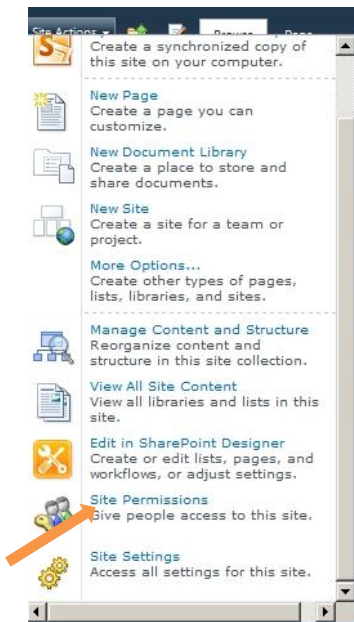 Site Actions
Create a synchronized copy of
this site on your computer.
New Page
Create a page you can
customize.
New Document Library
Create a place to store and
share documents.
New Site
Create a site for a team or
project.
More Options...
Create other types of pages,
lists, libraries, and sites.
Manage Content and Structure
Reorganize content and
structure in this site collection.
View All Site Content
View all libraries and lists in this
site.
Edit in SharePoint Designer
Create or edit lists, pages, and
workflows, or adjust settings.
Site Permissions
Give people access to this site.
Site Settings
Access all settings for this site.